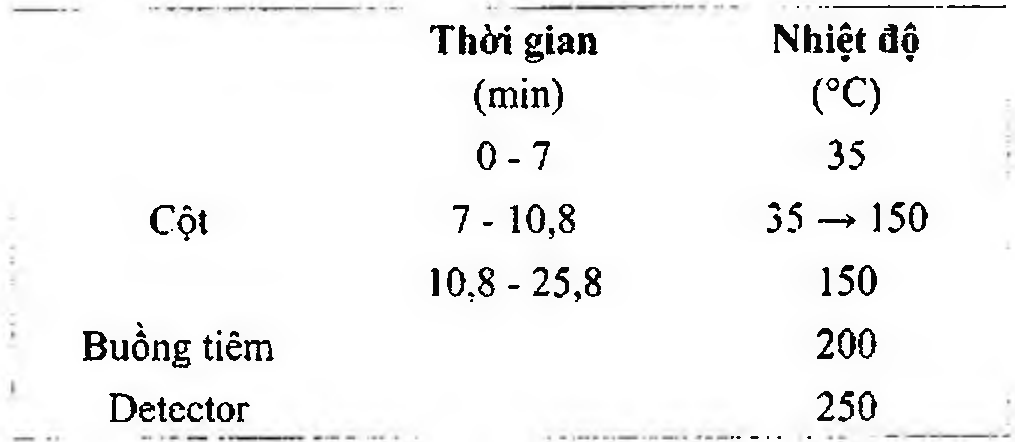 Thời gian Nhiệt độ
(min) (°C)
0 - 7 35
Cột 7 - 10,8 35 → 150
10,8 - 25,8 150
Buồng tiêm 200
Detector 250